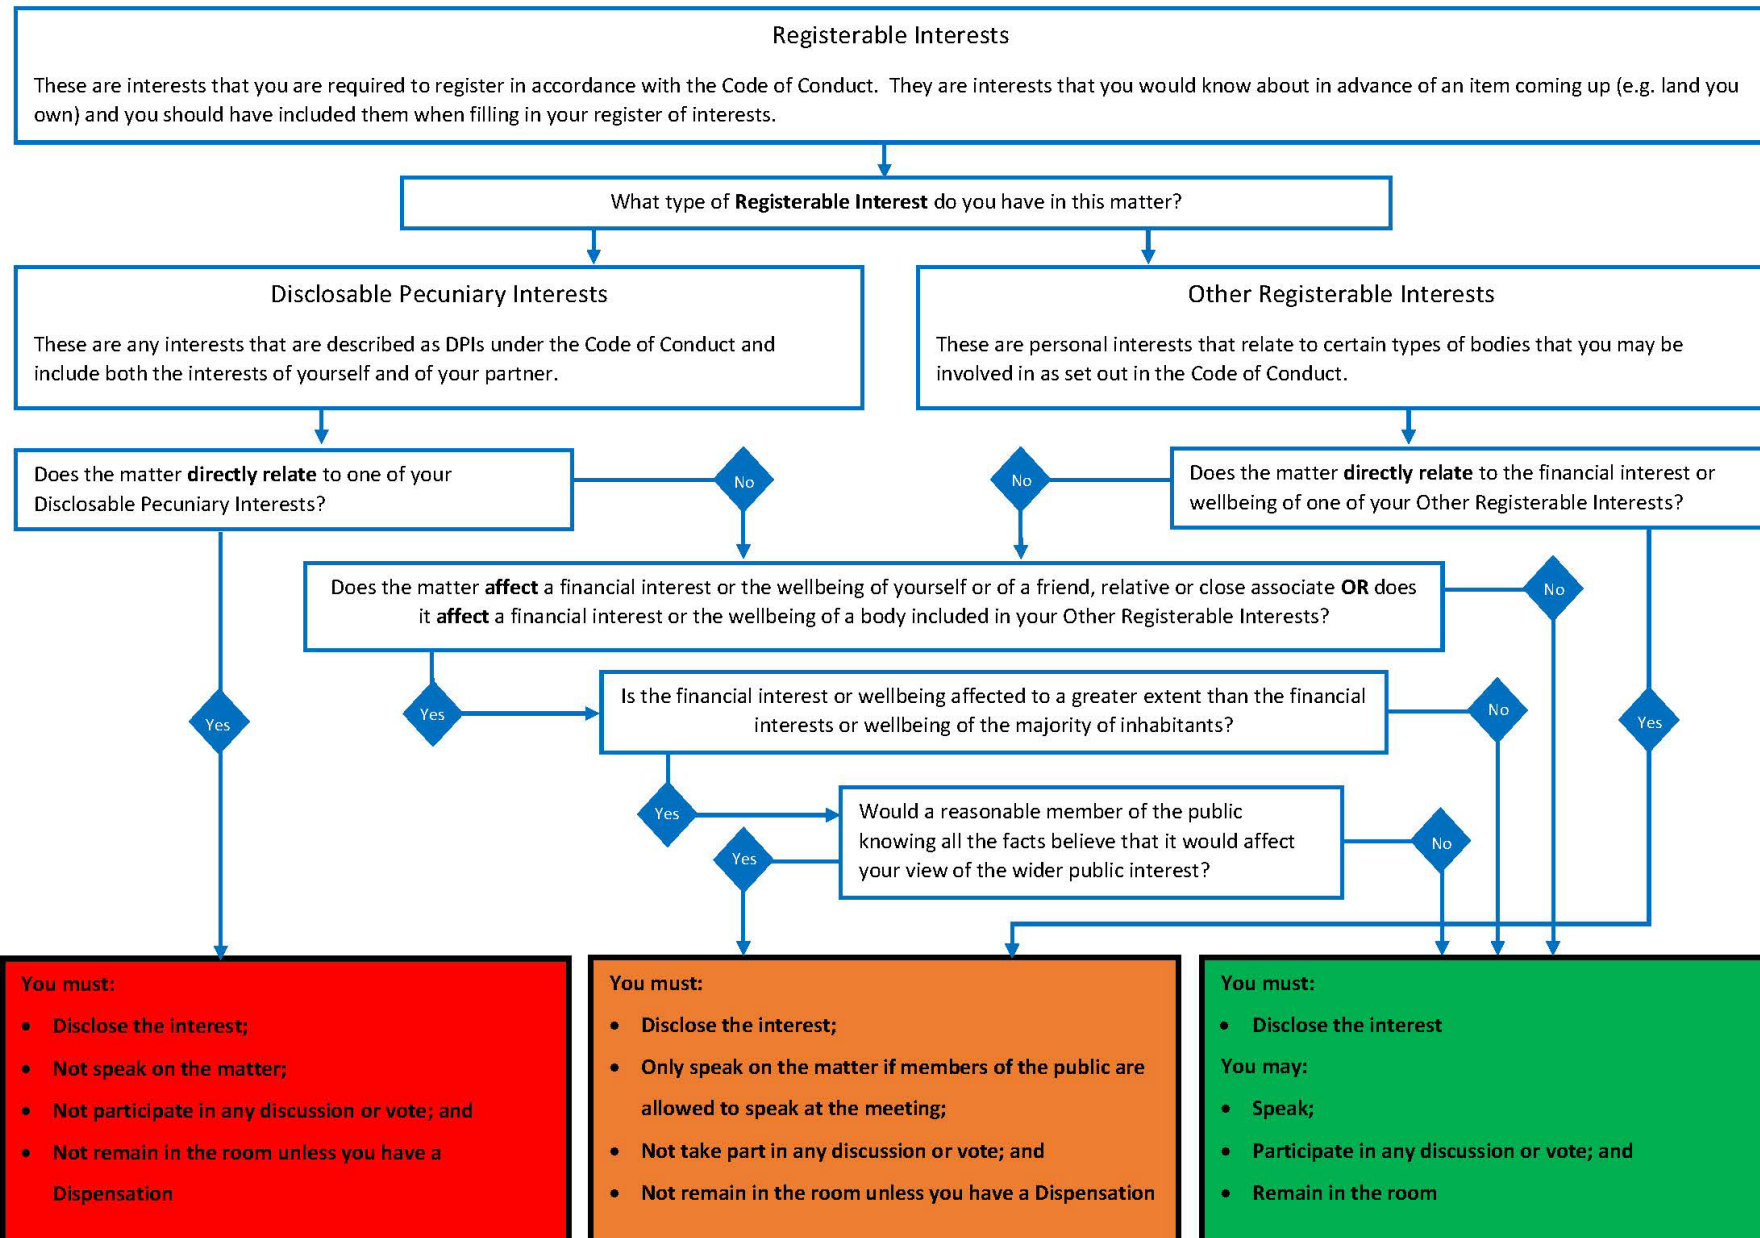 Registerable Interests
These are interests that you are required to register in accordance with the Code of Conduct. They are interests that you would know about in advance of an item coming up (e.g. land you
own) and you should have included them when filling in your register of interests.
What type of Registerable Interest do you have in this matter?
Disclosable Pecuniary Interests
These are any interests that are described as DPIs under the Code of Conduct and
include both the interests of yourself and of your partner.
Other Registerable Interests
These are personal interests that relate to certain types of bodies that you may be
involved in as set out in the Code of Conduct.
Does the matter directly relate to one of your
Disclosable Pecuniary Interests?
No
No
Does the matter directly relate to the financial interest or
wellbeing of one of your Other Registerable Interests?
Does the matter affect a financial interest or the wellbeing of yourself or of a friend, relative or close associate OR does
it affect a financial interest or the wellbeing of a body included in your Other Registerable Interests?
No
Yes
Yes
Is the financial interest or wellbeing affected to a greater extent than the financial
interests or wellbeing of the majority of inhabitants?
No
Yes
Yes
Would a reasonable member of the public
knowing all the facts believe that it would affect
your view of the wider public interest?
Yes
No
You must:
• Disclose the interest;
• Not speak on the matter;
• Not participate in any discussion or vote; and
• Not remain in the room unless you have a
Dispensation
You must:
• Disclose the interest;
• Only speak on the matter if members of the public are
allowed to speak at the meeting;
• Not take part in any discussion or vote; and
• Not remain in the room unless you have a Dispensation
You must:
• Disclose the interest
You may:
• Speak;
• Participate in any discussion or vote; and
• Remain in the room